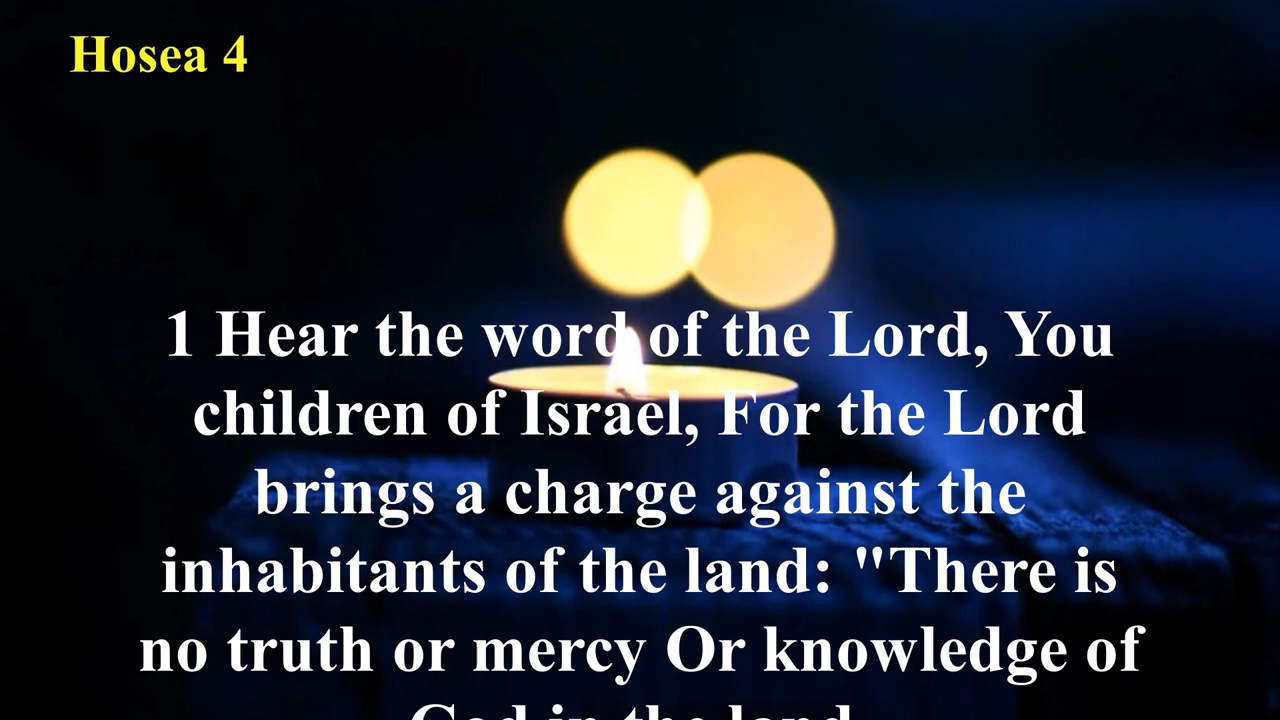 Hosea 4
1 Hear the word of the Lord, You
children of Israel, For the Lord
brings a charge against the
inhabitants of the land: "There is
no truth or mercy Or knowledge of
God in the land